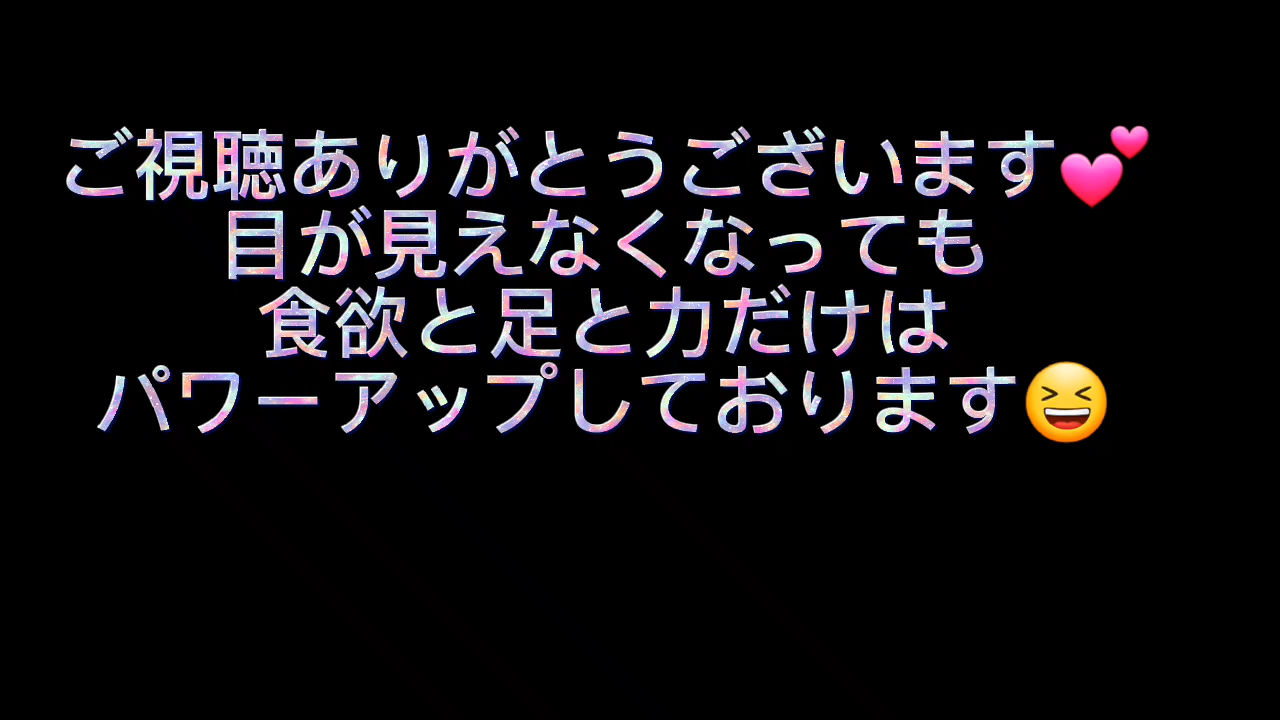 ご視聴ありがとうございます💕
目が見えなくなっても
食欲と足と力だけは
パワーアップしております😆